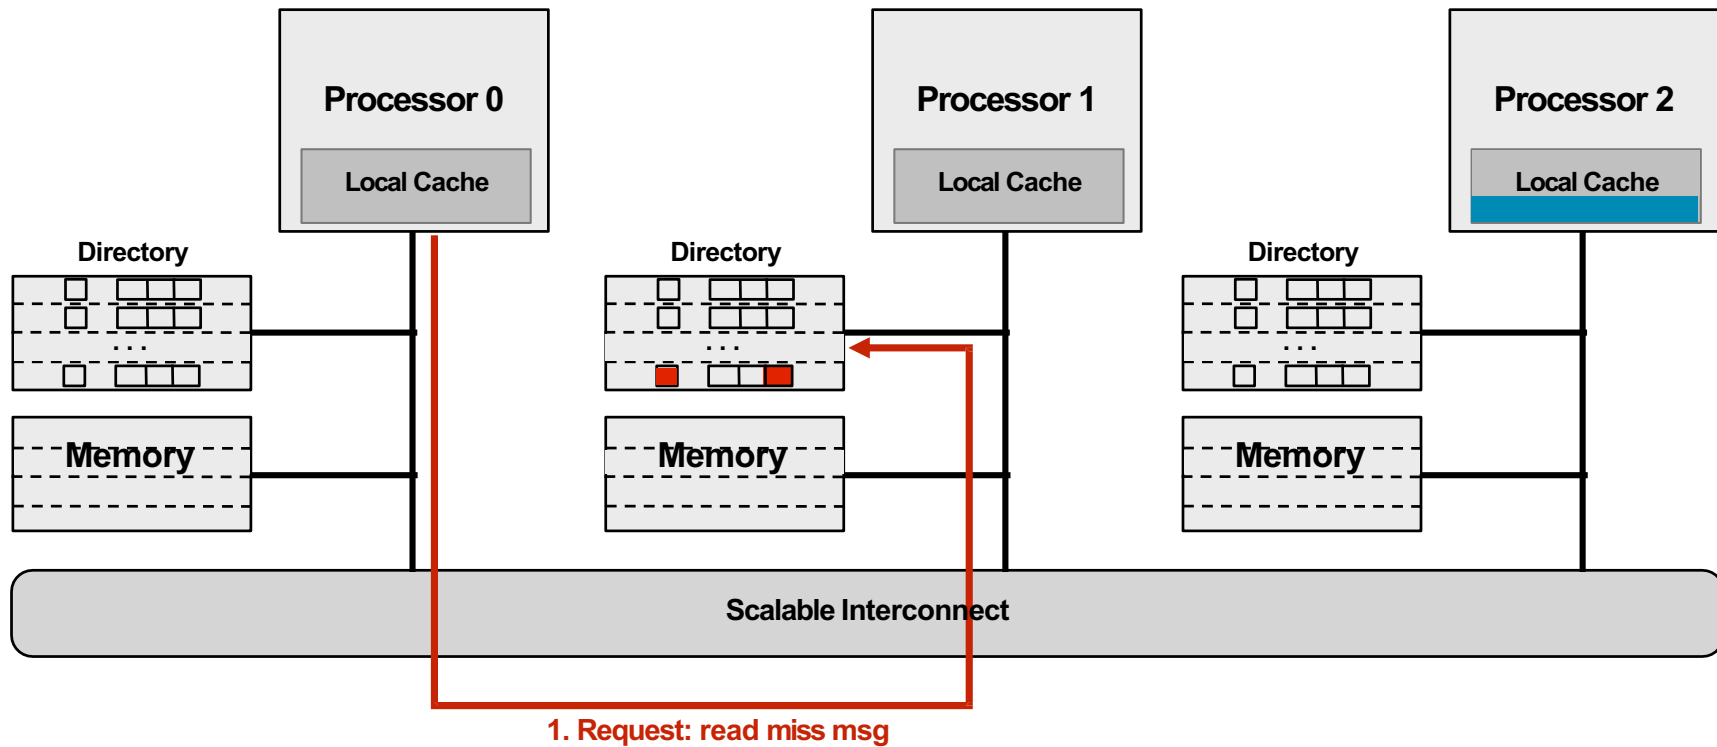 Processor 0
Local Cache
Processor 1
Local Cache
Processor 2
Local Cache
Directory
. . .
Memory
Directory
. . .
Memory
Directory
. . .
Memory
Scalable Interconnect
1. Request: read miss msg